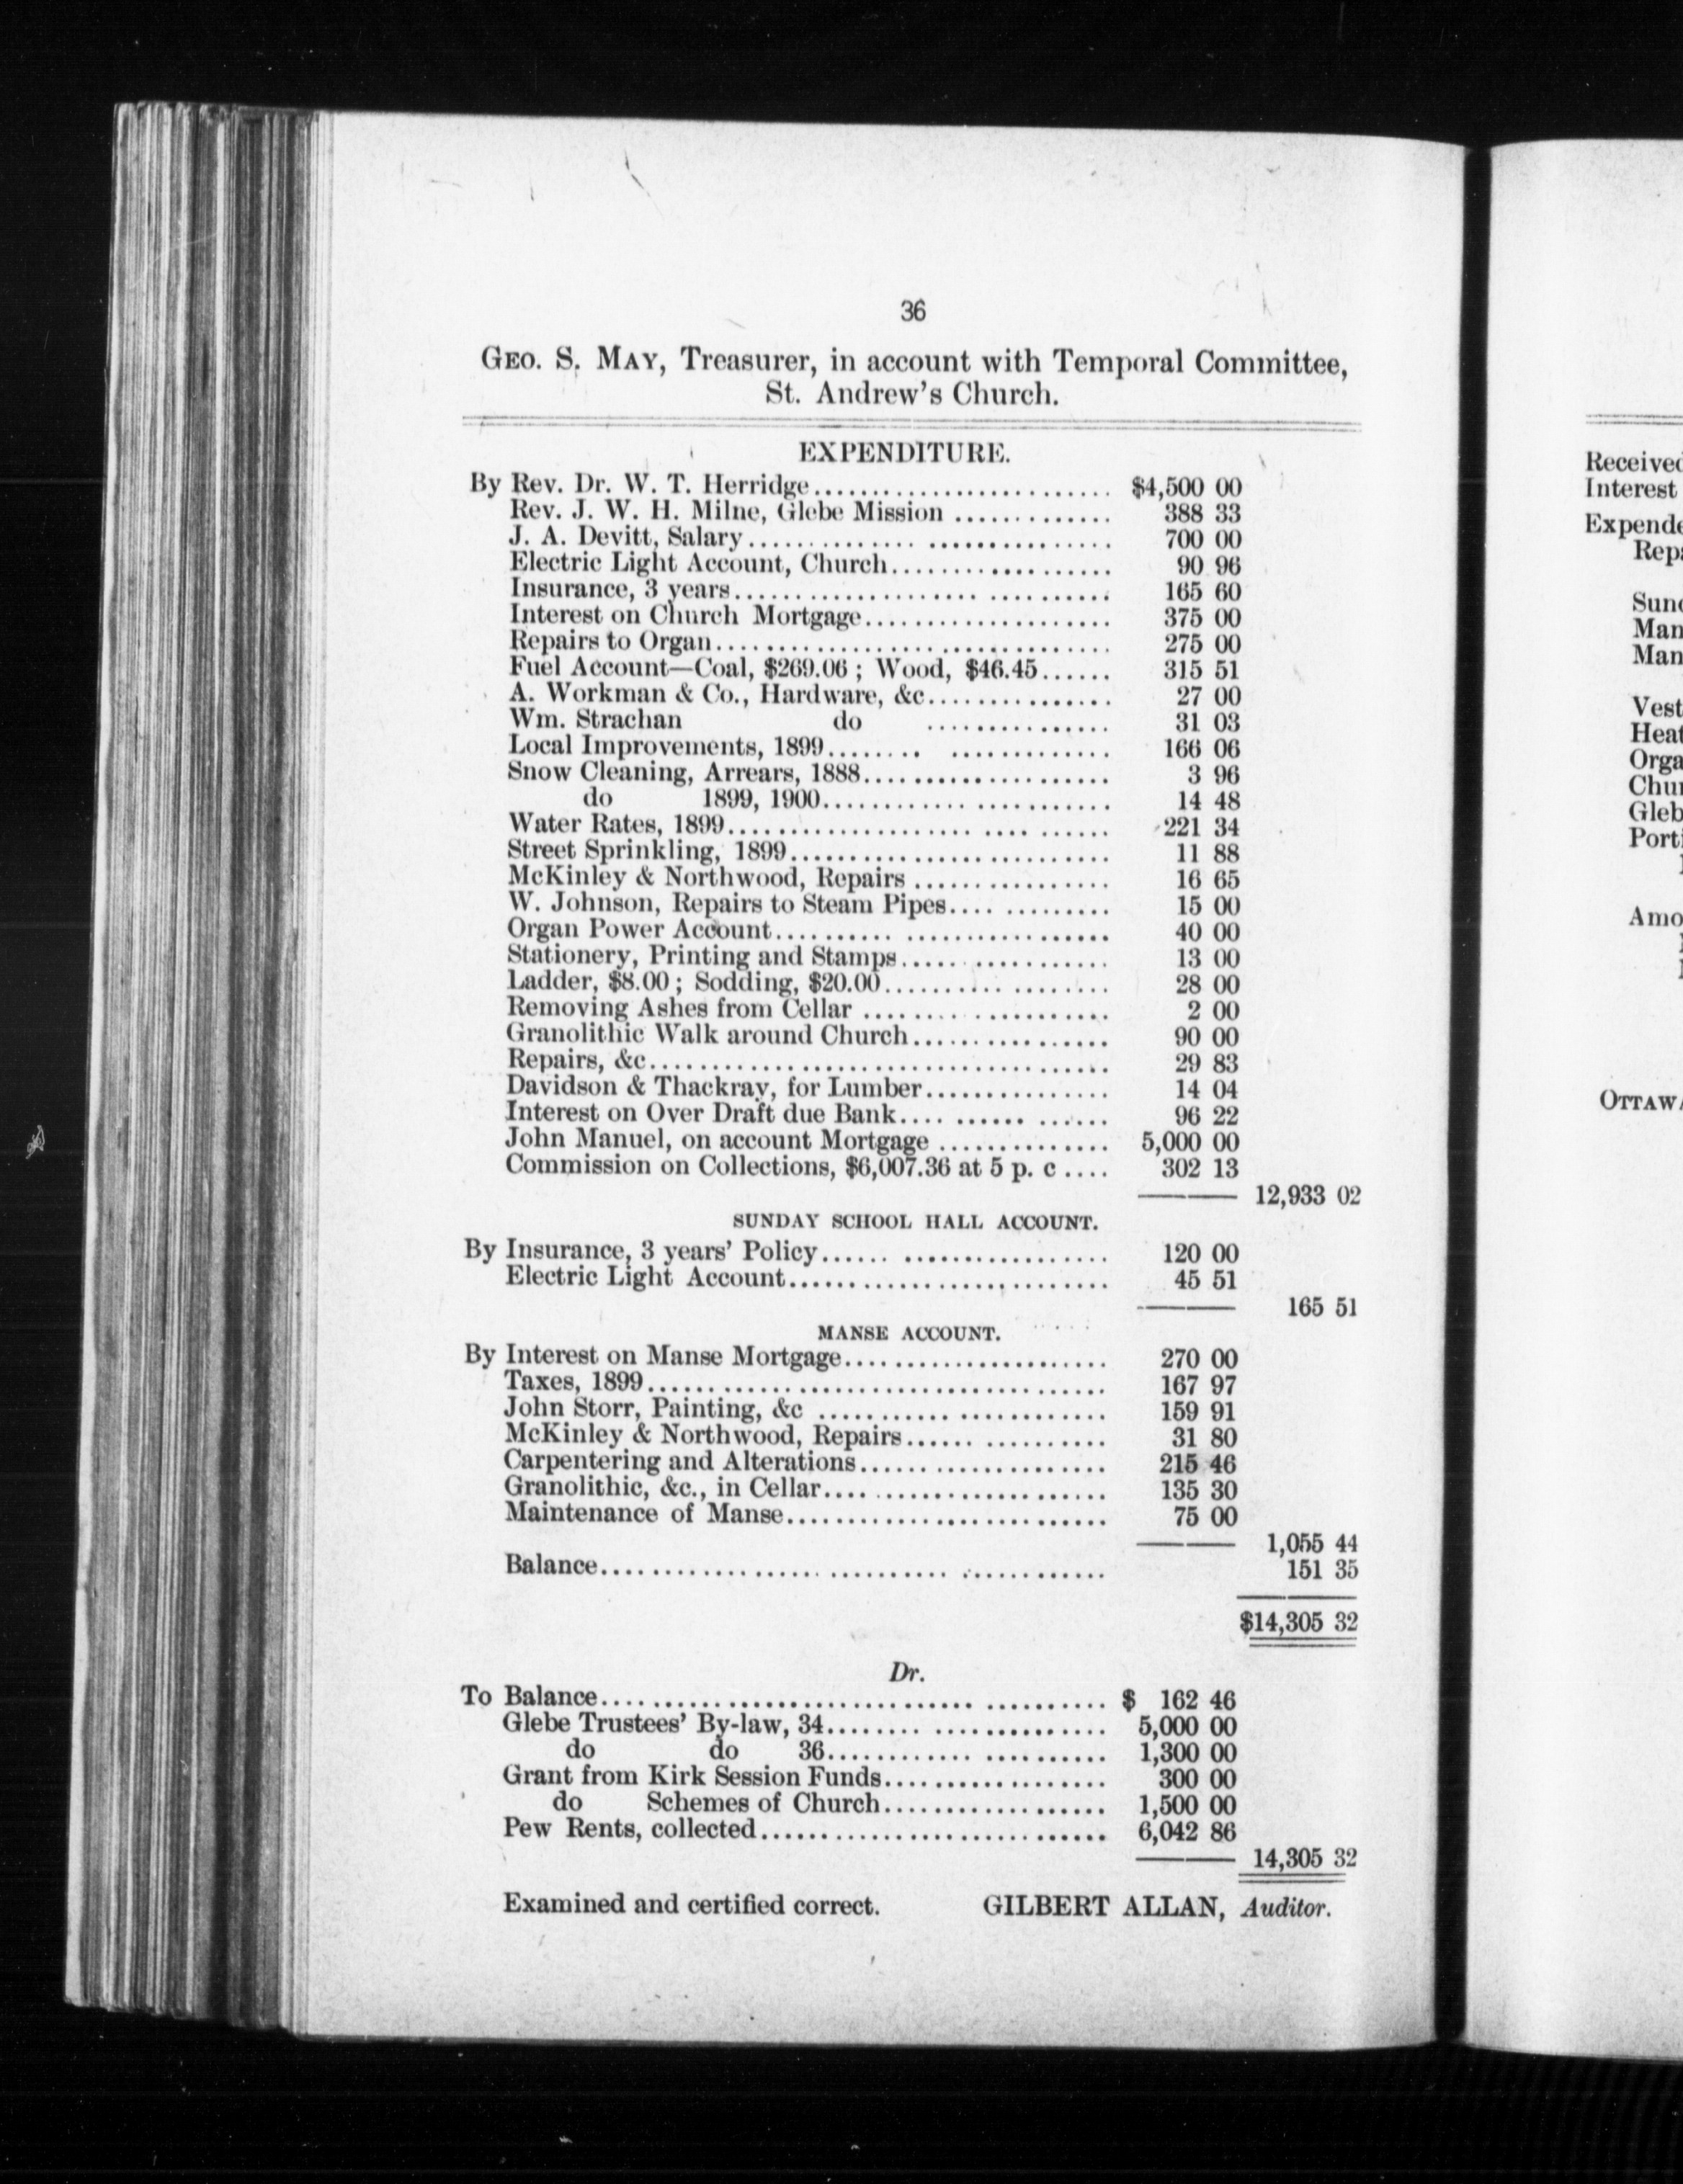 36
GEO. S. MAY, Treasurer, in account with Temporal Committee,
St. Andrew's Church.
EXPENDITURE.
By Rev. Dr. W. T. Herridge........................ $4,500 00
Rev. J. W. H. Milne, Glebe Mission ............. 388 33
J. A. Devitt, Salary.............................. 700 00
Electric Light Account, Church................... 90 96
Insurance, 3 years............................... 165 60
Interest on Church Mortgage..................... 375 00
Repairs to Organ................................. 275 00
Fuel Account—Coal, $269.06 ; Wood, $46.45...... 315 51
A. Workman & Co., Hardware, &c............... 27 00
Wm. Strachan do ............... 31 03
Local Improvements, 1899........ ............. 166 06
Snow Cleaning, Arrears, 1888..................... 3 96
do 1899, 1900........................ 14 48
Water Rates, 1899.................... .... ...... 221 34
Street Sprinkling, 1899........................... 11 88
McKinley & Northwood, Repairs ................. 16 65
W. Johnson, Repairs to Steam Pipes.... ......... 15 00
Organ Power Account.......... ................. 40 00
Stationery, Printing and Stamps..... ........... 13 00
Ladder, $8.00 ; Sodding, $20.00.......... ........ 28 00
Removing Ashes from Cellar ..................... 2 00
Granolithic Walk around Church................. 90 00
Repairs, &c...................................... 29 83
Davidson & Thackray, for Lumber............... 14 04
Interest on Over Draft due Bank.... ...... ...... 96 22
John Manuel, on account Mortgage .............. 5,000 00
Commission on Collections, $6,007.36 at 5 p. c .... 302 13
12,933 02
SUNDAY SCHOOL HALL ACCOUNT.
By Insurance, 3 years' Policy...... ................. 120 00
Electric Light Account........................... 45 51
165 51
MANSE ACCOUNT.
By Interest on Manse Mortgage...................... 270 00
Taxes, 1899...................................... 167 97
John Storr, Painting, &c ........... ............ 159 91
McKinley & Northwood, Repairs...... .......... 31 80
Carpentering and Alterations..................... 215 46
Granolithic, &c., in Cellar.... ................... 135 30
Maintenance of Manse........................... 75 00
1,055 44
Balance............................. ............ 151 35
$14,305 32
Dr.
To Balance............................... .......... $ 162 46
Glebe Trustees' By-law, 34........ .............. 5,000 00
do do 36............ .......... 1,300 00
Grant from Kirk Session Funds................... 300 00
do Schemes of Church................... 1,500 00
Pew Rents, collected............................. 6,042 86
14,305 32
Examined and certified correct. GILBERT ALLAN, Auditor.
Received
Interest